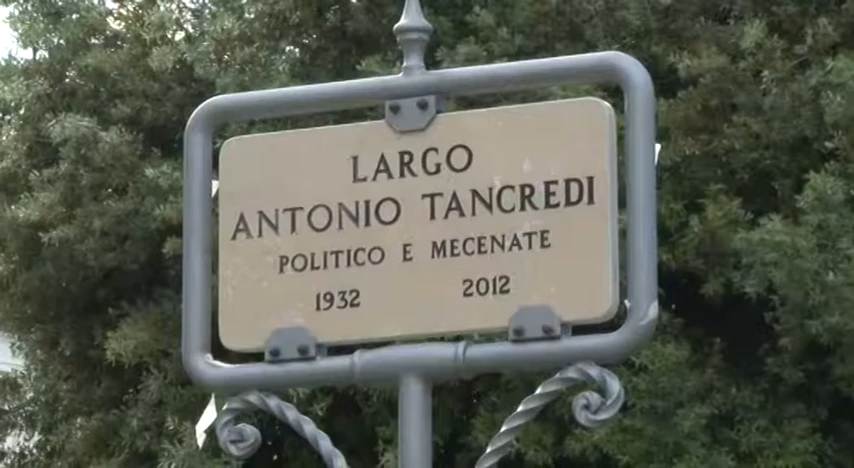 LARGO
ANTONIO TANCREDI
POLITICO E MECENATE
1932 2012